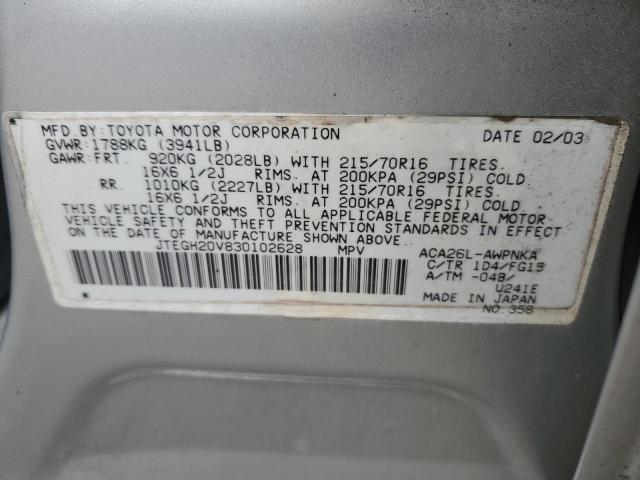 MFD.BY:TOYOTA MOTOR CORPORATION DATE 02/03
GVWR:1788KG (3941LB)
GAWR:FRT. 920KG (2028LB) WITH 215/70R16 TIRES.
16X6 1/2J RIMS. AT 200KPA (29PSI) COLD
RR. 1010KG (2227LB) WITH 215/70R16 TIRES.
16X6 1/2J RIMS. AT 200KPA (29PSI) COLD
THIS VEHICLE CONFORMS TO ALL APPLICABLE FEDERAL MOTOR
VEHICLE SAFETY AND THEFT PREVENTION STANDARDS IN EFFECT
ON THE DATE OF MANUFACTURE SHOWN ABOVE.
JTEGH20V830102628 MPV ACA26L-AWPNKA
C/TR 1D4/FG15
A/TM -04B/
U241E
MADE IN JAPAN
NO 358